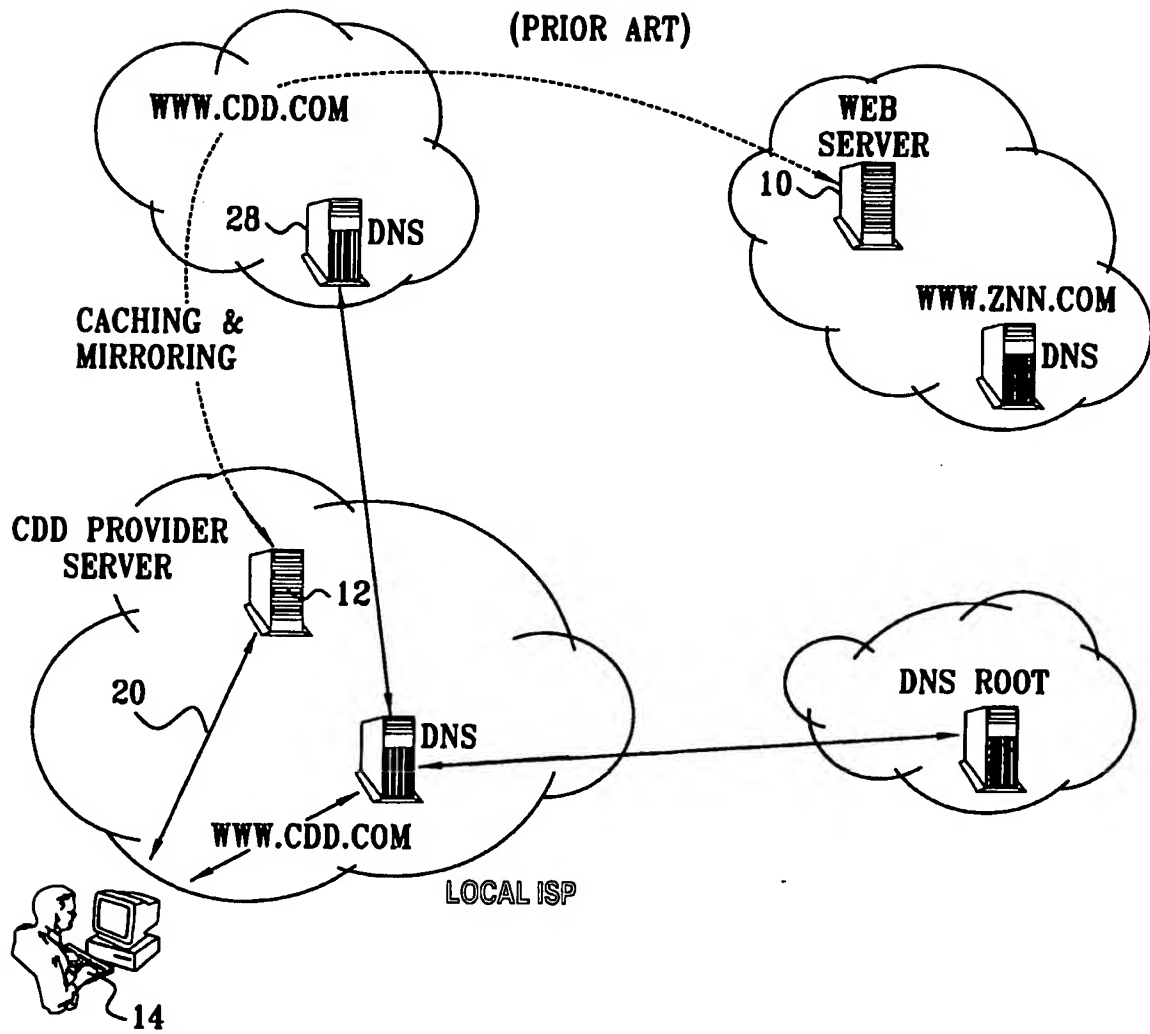 (PRIOR ART)
WWW.CDD.COM
WEB
SERVER
10
28
DNS
WWW.ZNN.COM
DNS
CACHING &
MIRRORING
CDD PROVIDER
SERVER
12
20
DNS
DNS ROOT
WWW.CDD.COM
LOCAL ISP
14